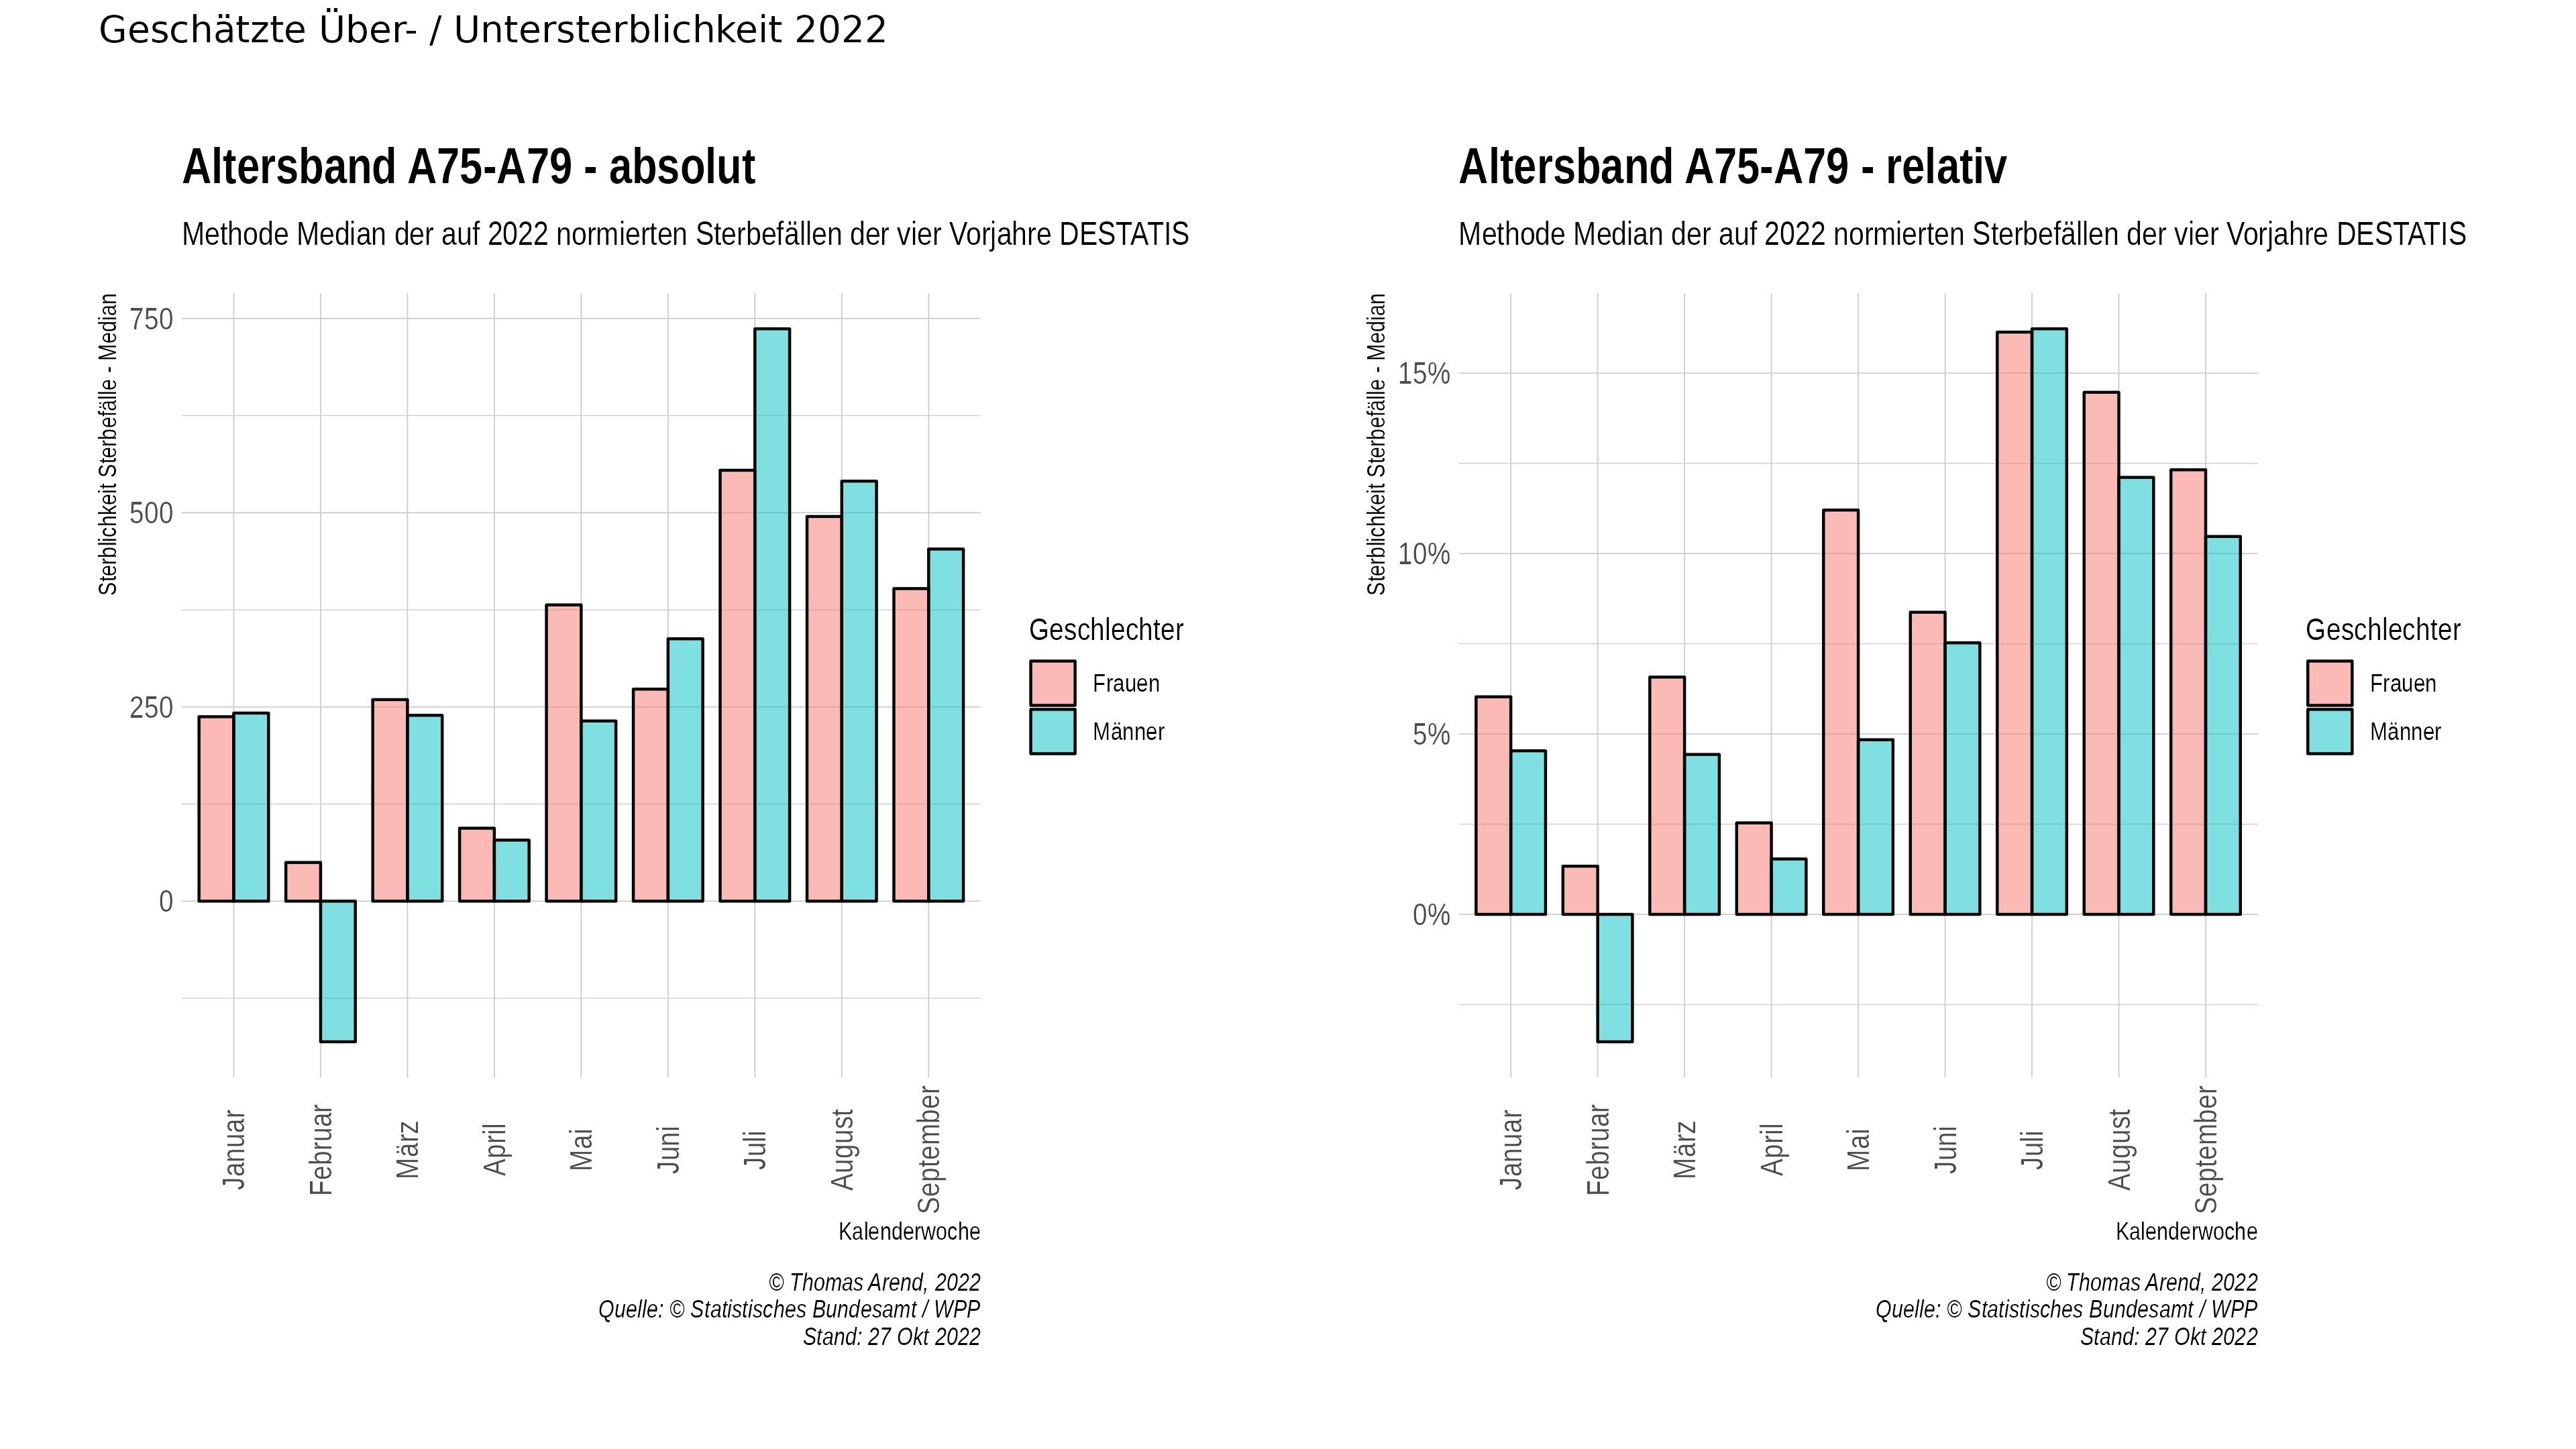 Geschätzte Über- / Untersterblichkeit 2022
Altersband A75-A79 - absolut
Methode Median der auf 2022 normierten Sterbefällen der vier Vorjahre DESTATIS
Sterblichkeit Sterbefälle - Median
750
500
250
0
Januar
Februar
März
April
Mai
Juni
Juli
August
September
Kalenderwoche
Geschlechter
Frauen
Männer
© Thomas Arend, 2022
Quelle: © Statistisches Bundesamt / WPP
Stand: 27 Okt 2022
Altersband A75-A79 - relativ
Methode Median der auf 2022 normierten Sterbefällen der vier Vorjahre DESTATIS
Sterblichkeit Sterbefälle - Median
15%
10%
5%
0%
Januar
Februar
März
April
Mai
Juni
Juli
August
September
Kalenderwoche
Geschlechter
Frauen
Männer
© Thomas Arend, 2022
Quelle: © Statistisches Bundesamt / WPP
Stand: 27 Okt 2022